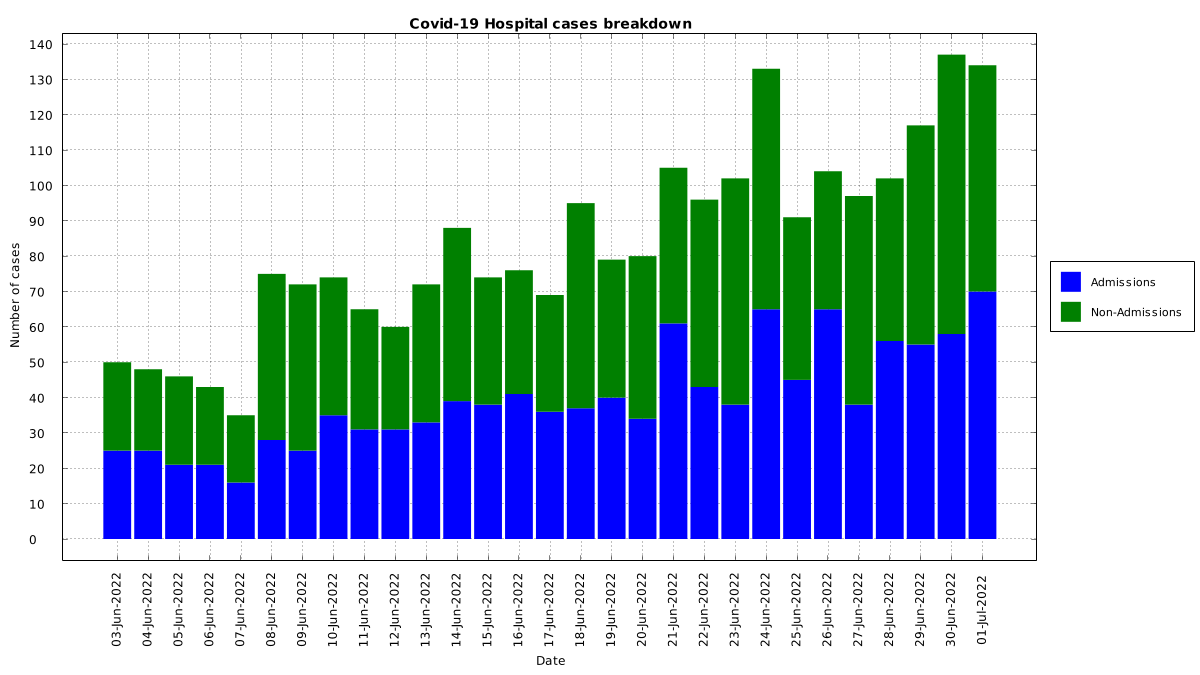 Covid-19 Hospital cases breakdown
140
130
120
110
100
90
80
70
60
50
40
30
20
10
0
Number of cases
03-Jun-2022
04-Jun-2022
05-Jun-2022
06-Jun-2022
07-Jun-2022
08-Jun-2022
09-Jun-2022
10-Jun-2022
11-Jun-2022
12-Jun-2022
13-Jun-2022
14-Jun-2022
15-Jun-2022
16-Jun-2022
17-Jun-2022
18-Jun-2022
19-Jun-2022
20-Jun-2022
21-Jun-2022
22-Jun-2022
23-Jun-2022
24-Jun-2022
25-Jun-2022
26-Jun-2022
27-Jun-2022
28-Jun-2022
29-Jun-2022
30-Jun-2022
01-Jul-2022
Date
Admissions
Non-Admissions